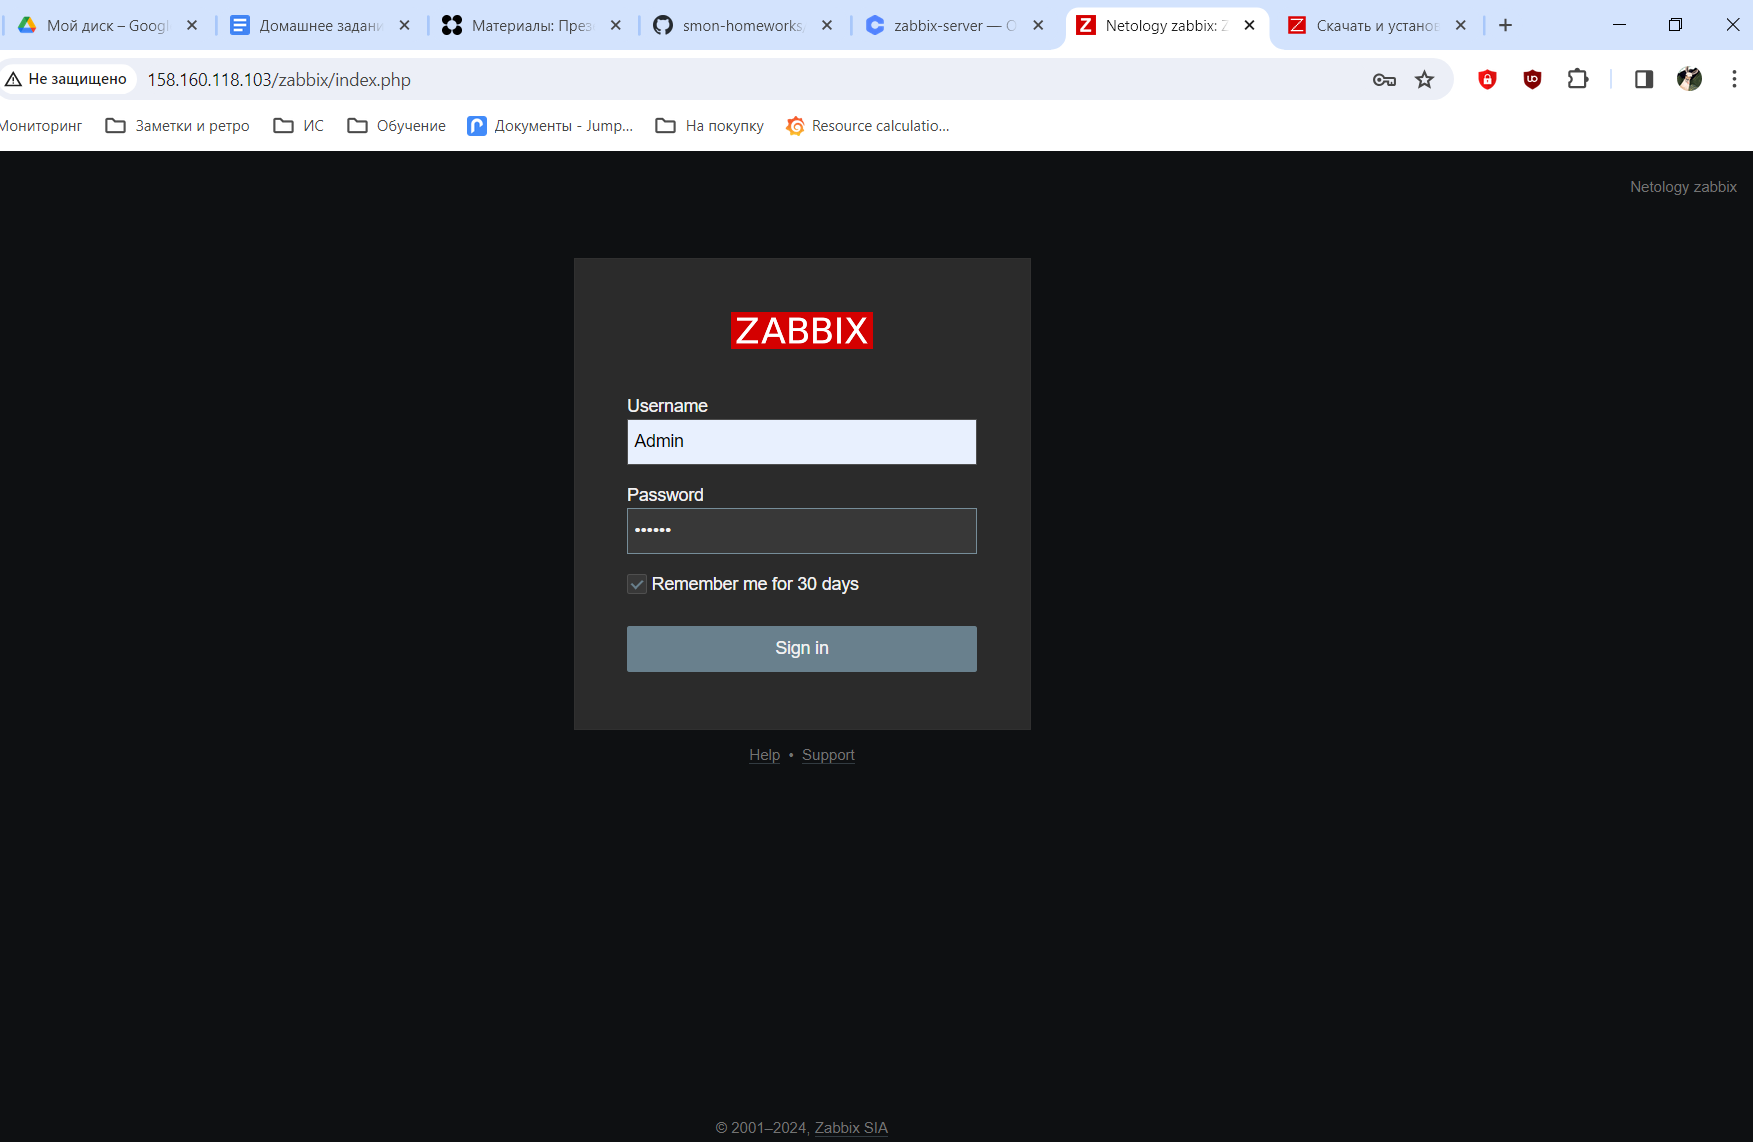 Мой диск – Googl
Домашнее задани
Материалы: През
smon-homeworks/
zabbix-server — О
Netology zabbix: Z
Скачать и установ
Не защищено
158.160.118.103/zabbix/index.php
Мониторинг
Заметки и ретро
ИС
Обучение
Документы - Jump...
На покупку
Resource calculatio...
Netology zabbix
ZABBIX
Username
Admin
Password
••••••
Remember me for 30 days
Sign in
Help • Support
© 2001–2024, Zabbix SIA